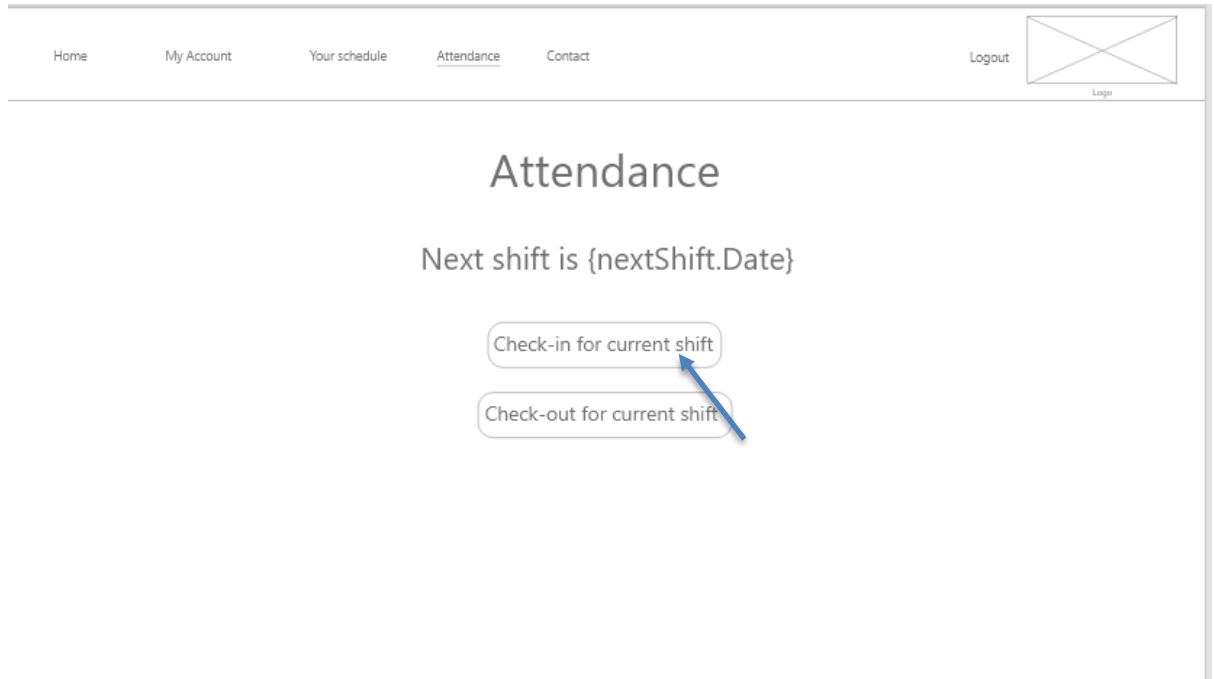 Home My Account Your schedule Attendance Contact Logout
Logo
Attendance
Next shift is {nextShift.Date}
Check-in for current shift
Check-out for current shift